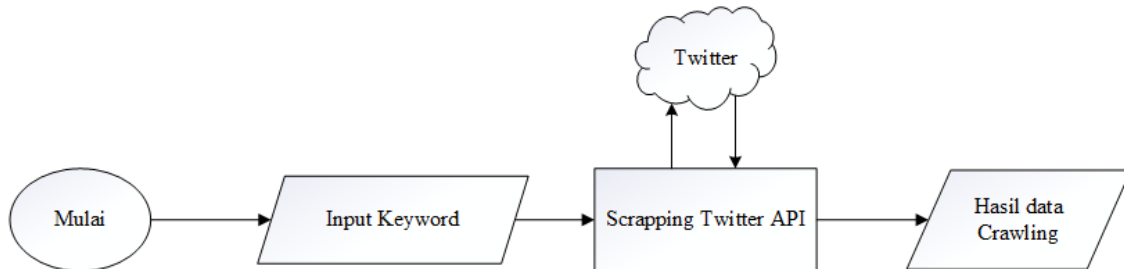 Twitter
Mulai
Input Keyword
Scrapping Twitter API
Hasil data
Crawling